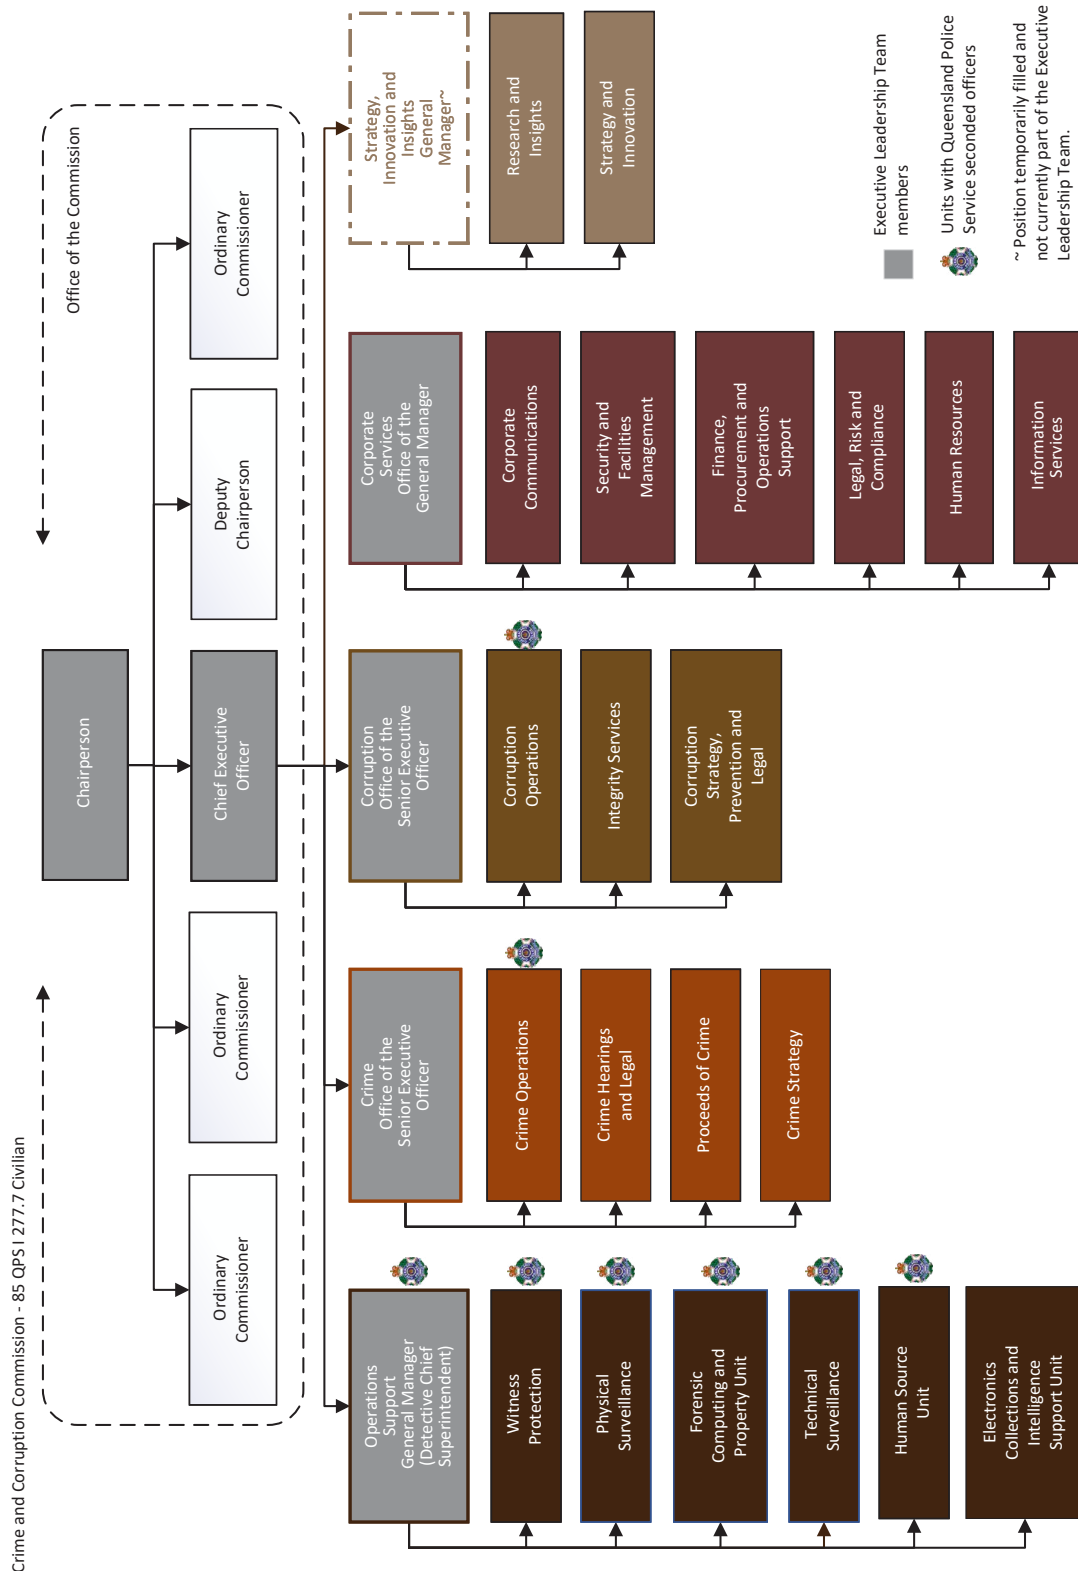 Crime and Corruption Commission - 85 QPS I 277.7 Civilian
Office of the Commission
Chairperson
Ordinary
Commissioner
Ordinary
Commissioner
Chief Executive
Officer
Deputy
Chairperson
Ordinary
Commissioner
Operations
Support
General Manager
(Detective Chief
Superintendent)
Witness
Protection
Physical
Surveillance
Forensic
Computing and
Property Unit
Technical
Surveillance
Human Source
Unit
Electronics
Collections and
Intelligence
Support Unit
Crime
Office of the
Senior Executive
Officer
Crime Operations
Crime Hearings
and Legal
Proceeds of Crime
Crime Strategy
Corruption
Office of the
Senior Executive
Officer
Corruption
Operations
Integrity Services
Corruption
Strategy,
Prevention and
Legal
Corporate
Services
Office of the
General Manager
Corporate
Communications
Security and
Facilities
Management
Finance,
Procurement and
Operations
Support
Legal, Risk and
Compliance
Human Resources
Information
Services
Strategy,
Innovation and
Insights
General
Manager~
Research and
Insights
Strategy and
Innovation
Executive Leadership Team
members
Units with Queensland Police
Service seconded officers
~ Position temporarily filled and
not currently part of the Executive
Leadership Team.